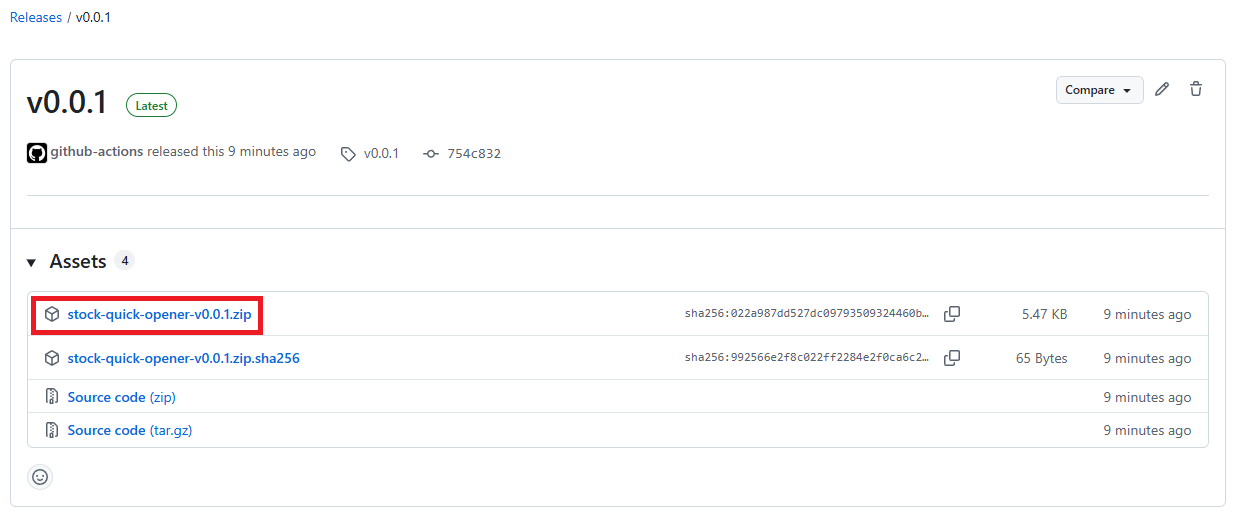 Releases / v0.0.1
v0.0.1 Latest Compare
github-actions released this 9 minutes ago v0.0.1 754c832
Assets 4
stock-quick-opener-v0.0.1.zip sha256:022a987dd527dc09793509324460b… 5.47 KB 9 minutes ago
stock-quick-opener-v0.0.1.zip.sha256 sha256:992566e2f8c022ff2284e2f0ca6c2… 65 Bytes 9 minutes ago
Source code (zip) 9 minutes ago
Source code (tar.gz) 9 minutes ago